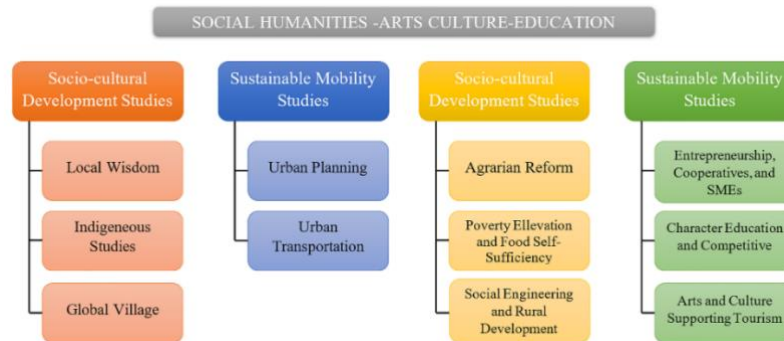 SOCIAL HUMANITIES -ARTS CULTURE-EDUCATION
Socio-cultural
Development Studies
Local Wisdom
Indigeneous
Studies
Global Village
Sustainable Mobility
Studies
Urban Planning
Urban
Transportation
Socio-cultural
Development Studies
Agrarian Reform
Poverty Ellevation
and Food Self-
Sufficiency
Social Engineering
and Rural
Development
Sustainable Mobility
Studies
Entrepreneurship,
Cooperatives, and
SMEs
Character Education
and Competitive
Arts and Culture
Supporting Tourism